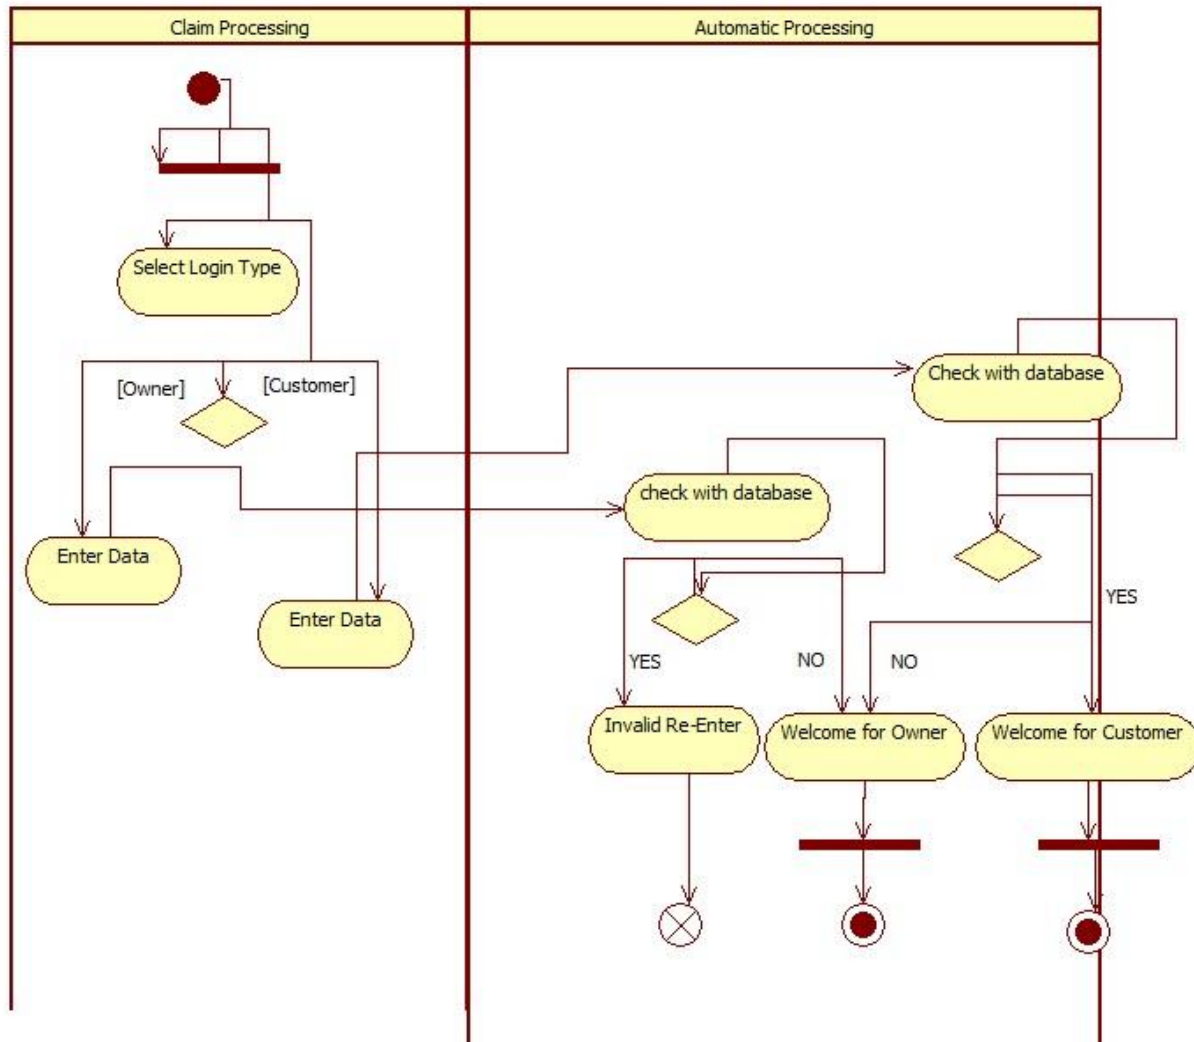 Claim Processing
Automatic Processing
Select Login Type
[Owner]
[Customer]
Check with database
check with database
Enter Data
Enter Data
YES
YES
NO
NO
Invalid Re-Enter
Welcome for Owner
Welcome for Customer